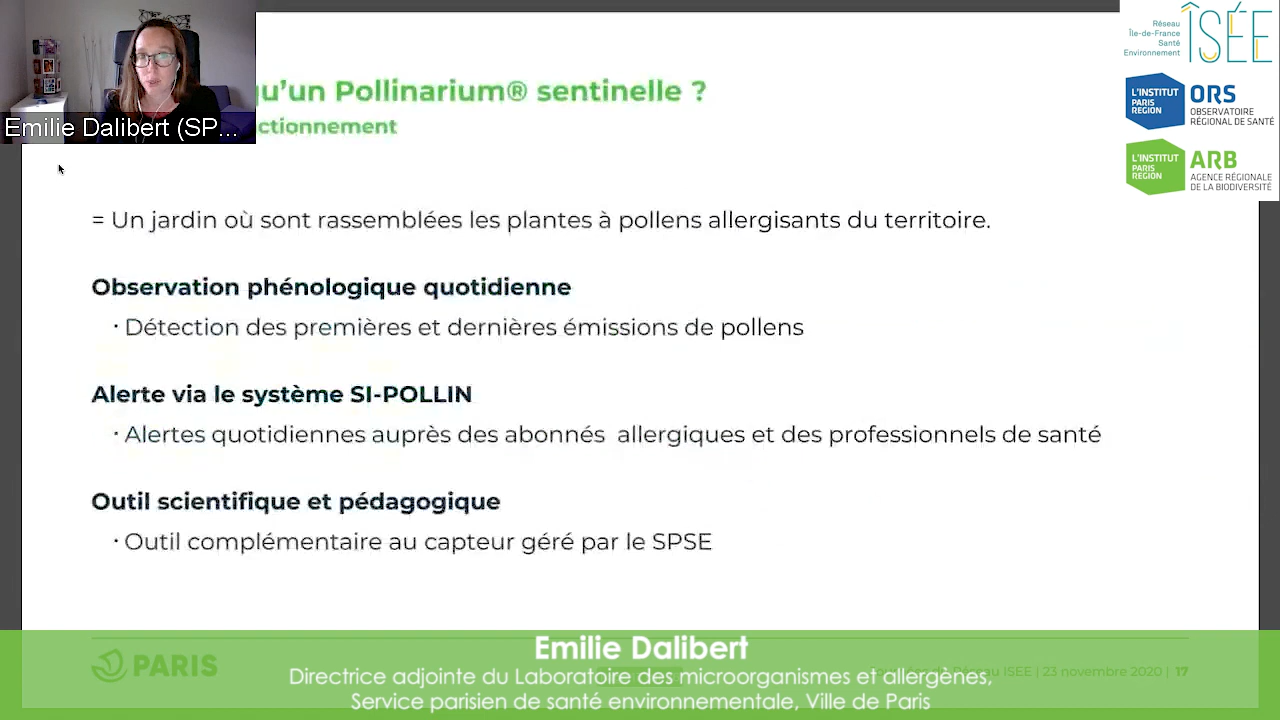 Emilie Dalibert (SP...
u'un Pollinarium® sentinelle ?
ctionnement
Réseau
Île-de-France
Santé
Environnement
ÎSÉE
L'INSTITUT
PARIS
REGION
ORS
OBSERVATOIRE
RÉGIONAL DE SANTÉ
L'INSTITUT
PARIS
REGION
ARB
AGENCE RÉGIONALE
DE LA BIODIVERSITÉ
= Un jardin où sont rassemblées les plantes à pollens allergisants du territoire.
Observation phénologique quotidienne
· Détection des premières et dernières émissions de pollens
Alerte via le système SI-POLLIN
· Alertes quotidiennes auprès des abonnés allergiques et des professionnels de santé
Outil scientifique et pédagogique
· Outil complémentaire au capteur géré par le SPSE
PARIS
Réseau ISEE | 23 novembre 2020 | 17
Emilie Dalibert
Directrice adjointe du Laboratoire des microorganismes et allergènes,
Service parisien de santé environnementale, Ville de Paris